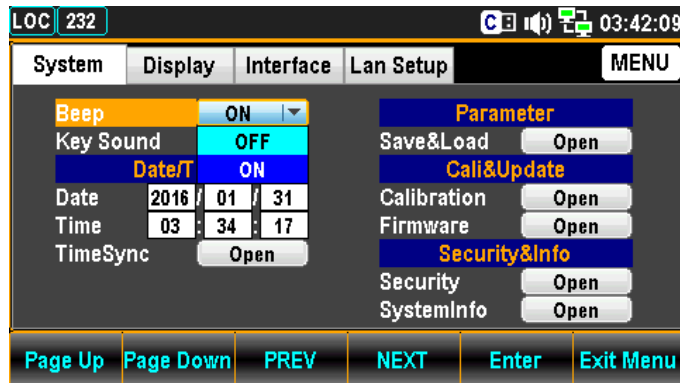 LOC 232 C 03:42:09
System Display Interface Lan Setup MENU
Beep ON
Key Sound OFF
Date/T ON
Date 2016 / 01 / 31
Time 03 : 34 : 17
TimeSync Open
Parameter
Save&Load Open
Cali&Update
Calibration Open
Firmware Open
Security&Info
Security Open
SystemInfo Open
Page Up Page Down PREV NEXT Enter Exit Menu